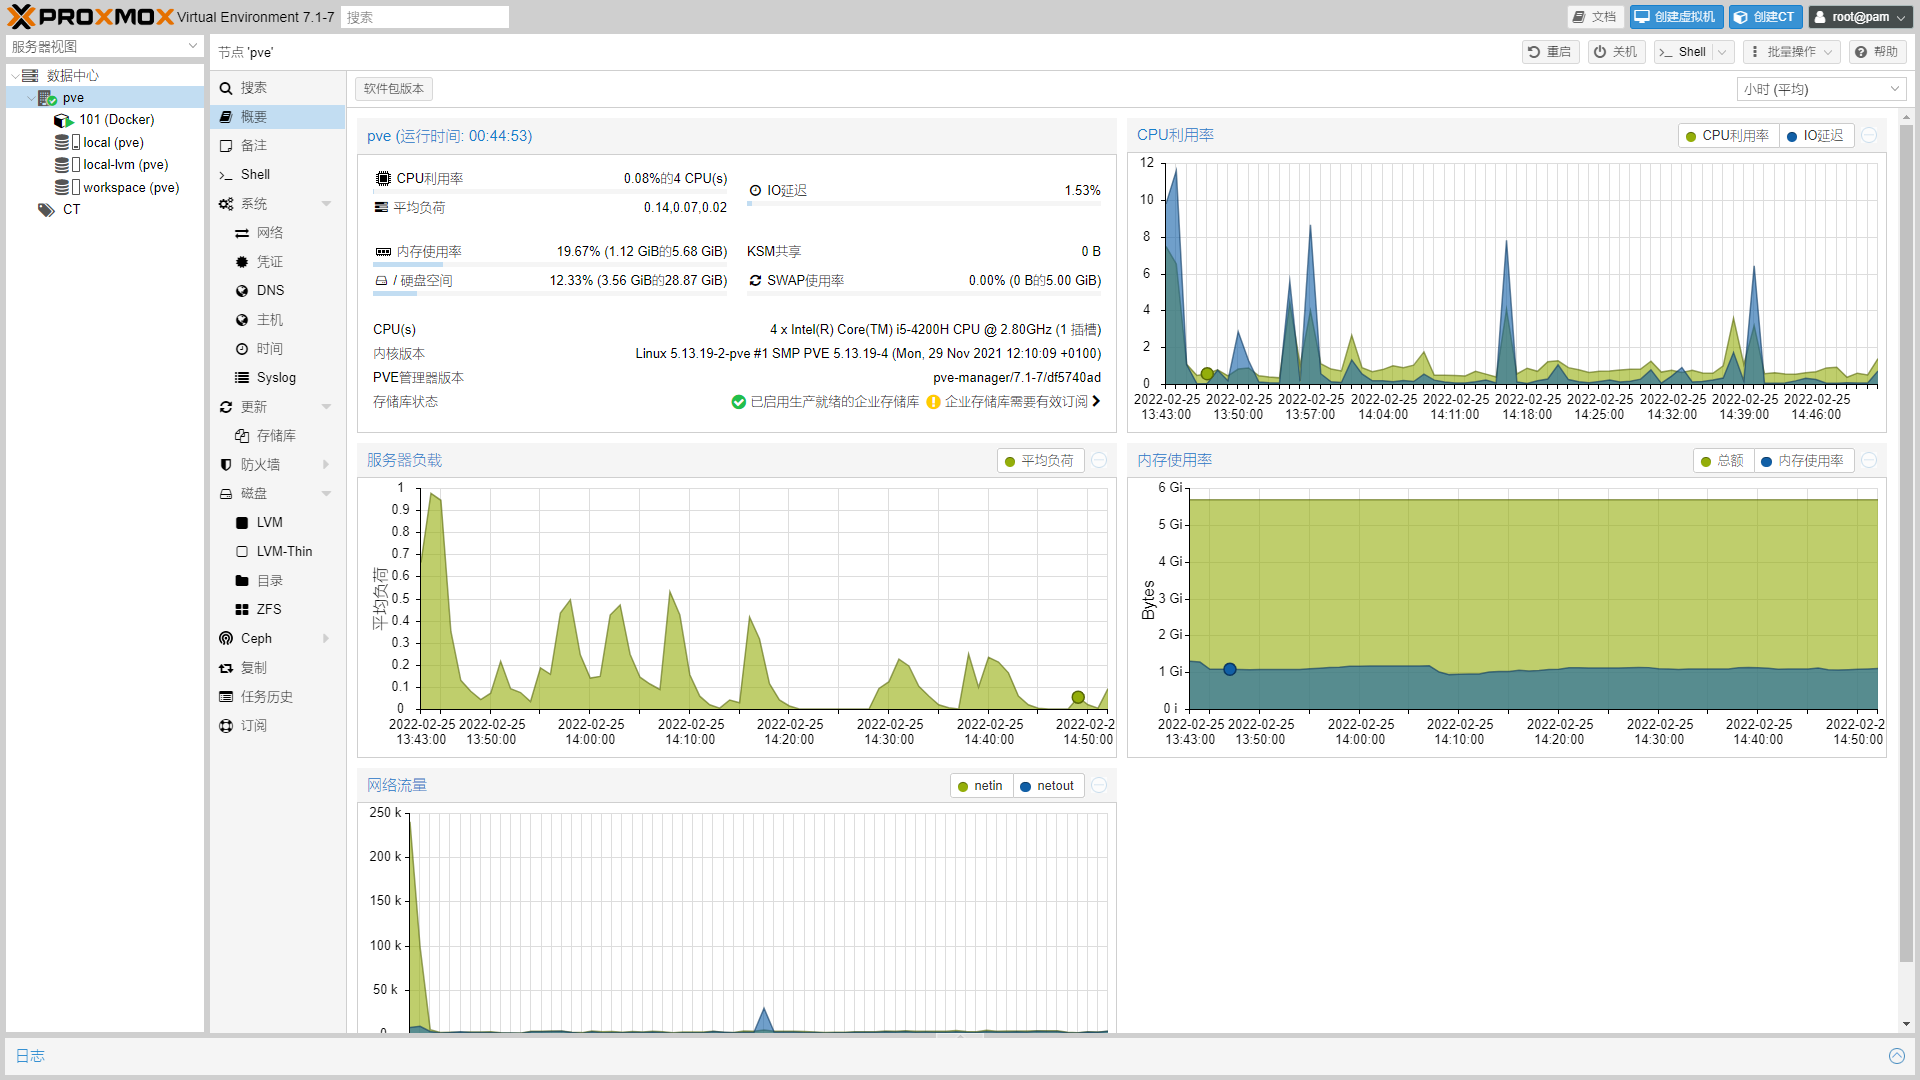 PROXMOX Virtual Environment 7.1-7
搜索
文档
创建虚拟机
创建CT
root@pam
服务器视图
数据中心
pve
101 (Docker)
local (pve)
local-lvm (pve)
workspace (pve)
CT
节点 'pve'
重启
关机
Shell
批量操作
帮助
搜索
概要
备注
Shell
系统
网络
凭证
DNS
主机
时间
Syslog
更新
存储库
防火墙
磁盘
LVM
LVM-Thin
目录
ZFS
Ceph
复制
任务历史
订阅
软件包版本
小时 (平均)
pve (运行时间: 00:44:53)
CPU利用率
0.08%的4 CPU(s)
IO延迟
1.53%
平均负荷
0.14,0.07,0.02
内存使用率
19.67% (1.12 GiB的5.68 GiB)
KSM共享
0 B
/ 硬盘空间
12.33% (3.56 GiB的28.87 GiB)
SWAP使用率
0.00% (0 B的5.00 GiB)
CPU(s)
4 x Intel(R) Core(TM) i5-4200H CPU @ 2.80GHz (1 插槽)
内核版本
Linux 5.13.19-2-pve #1 SMP PVE 5.13.19-4 (Mon, 29 Nov 2021 12:10:09 +0100)
PVE管理器版本
pve-manager/7.1-7/df5740ad
存储库状态
已启用生产就绪的企业存储库
企业存储库需要有效订阅
CPU利用率
CPU利用率
IO延迟
12
10
8
6
4
2
0
2022-02-25 2022-02-25 2022-02-25 2022-02-25 2022-02-25 2022-02-25 2022-02-25 2022-02-25 2022-02-25 2022-02-25
13:43:00 13:50:00 13:57:00 14:04:00 14:11:00 14:18:00 14:25:00 14:32:00 14:39:00 14:46:00
服务器负载
平均负荷
平均负荷
1
0.9
0.8
0.7
0.6
0.5
0.4
0.3
0.2
0.1
0
2022-02-25 2022-02-25 2022-02-25 2022-02-25 2022-02-25 2022-02-25 2022-02-25 2022-02-2
13:43:00 13:50:00 14:00:00 14:10:00 14:20:00 14:30:00 14:40:00 14:50:00
内存使用率
总额
内存使用率
Bytes
6 Gi
5 Gi
4 Gi
3 Gi
2 Gi
1 Gi
0 i
2022-02-25 2022-02-25 2022-02-25 2022-02-25 2022-02-25 2022-02-25 2022-02-25 2022-02-2
13:43:00 13:50:00 14:00:00 14:10:00 14:20:00 14:30:00 14:40:00 14:50:00
网络流量
netin
netout
250 k
200 k
150 k
100 k
50 k
0
日志